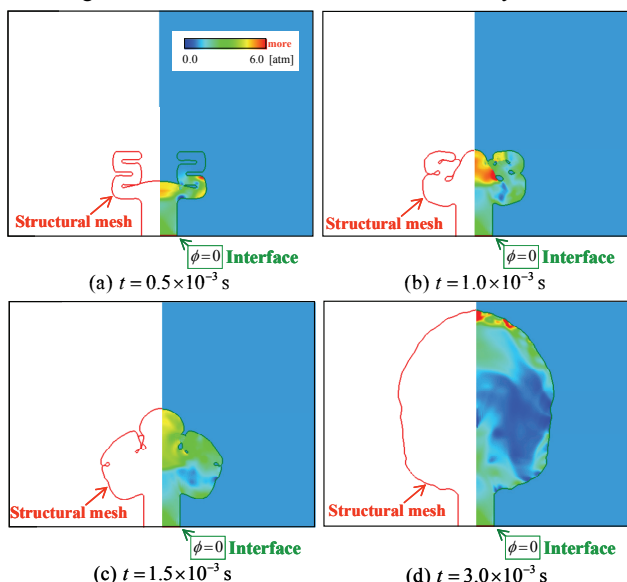 more
0.0 6.0 [atm]
Structural mesh
ϕ=0 Interface
(a) t = 0.5×10⁻³ s
Structural mesh
ϕ=0 Interface
(b) t = 1.0×10⁻³ s
Structural mesh
ϕ=0 Interface
(c) t = 1.5×10⁻³ s
Structural mesh
ϕ=0 Interface
(d) t = 3.0×10⁻³ s